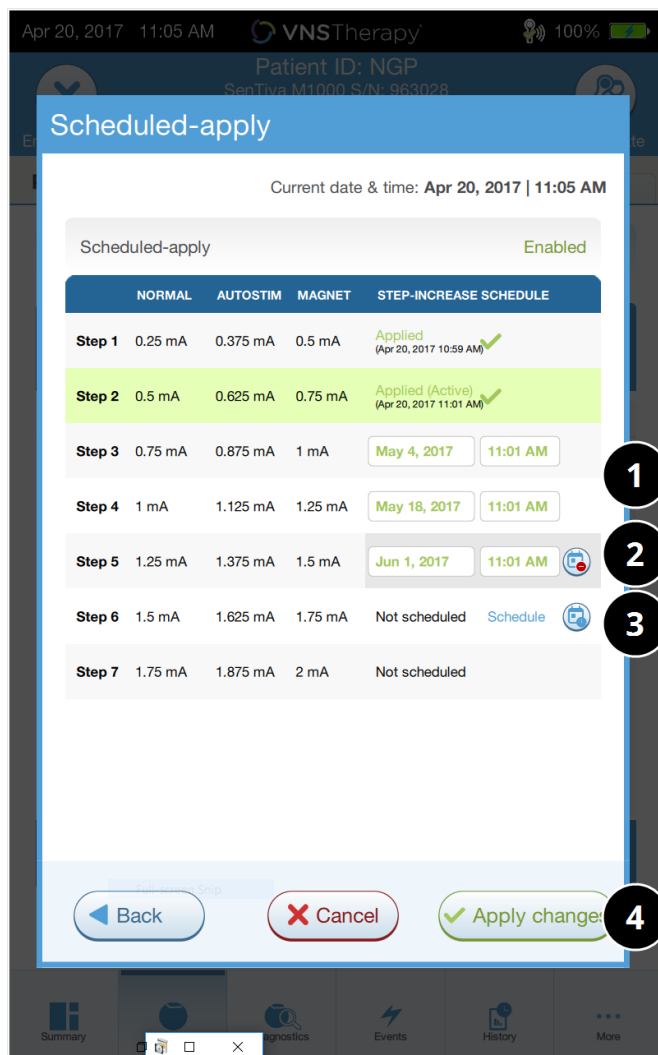 Apr 20, 2017 11:05 AM VNSTherapy 100%
Patient ID: NGP
SenTiva M1000 S/N: 963028
Scheduled-apply
Current date & time: Apr 20, 2017 | 11:05 AM
Scheduled-apply Enabled
NORMAL AUTOSTIM MAGNET STEP-INCREASE SCHEDULE
Step 1 0.25 mA 0.375 mA 0.5 mA Applied
(Apr 20, 2017 10:59 AM)
Step 2 0.5 mA 0.625 mA 0.75 mA Applied (Active)
(Apr 20, 2017 11:01 AM)
Step 3 0.75 mA 0.875 mA 1 mA May 4, 2017 11:01 AM
1
Step 4 1 mA 1.125 mA 1.25 mA May 18, 2017 11:01 AM
Step 5 1.25 mA 1.375 mA 1.5 mA Jun 1, 2017 11:01 AM 2
Step 6 1.5 mA 1.625 mA 1.75 mA Not scheduled Schedule 3
Step 7 1.75 mA 1.875 mA 2 mA Not scheduled
Full-screen Snip
Back Cancel Apply changes 4
Summary agnostics Events History More